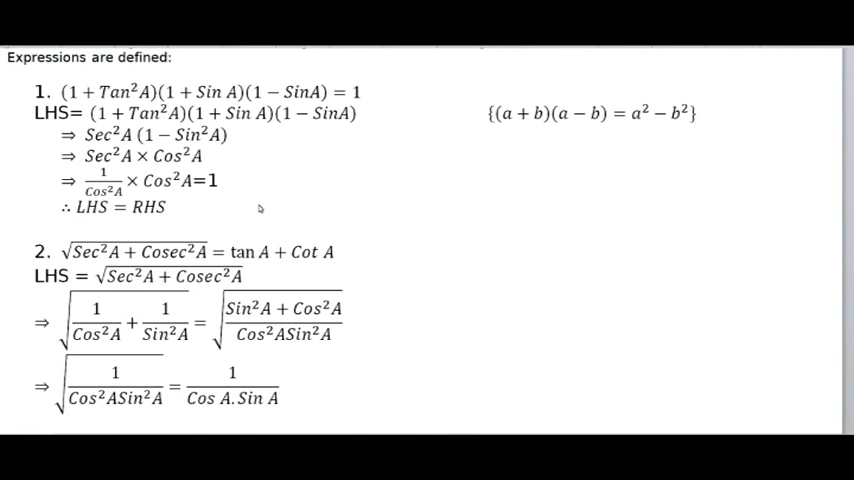 Expressions are defined:
1. (1 + Tan²A)(1 + Sin A)(1 − SinA) = 1
LHS= (1 + Tan²A)(1 + Sin A)(1 − SinA) {(a + b)(a − b) = a² − b²}
⇒ Sec²A (1 − Sin²A)
⇒ Sec²A × Cos²A
⇒ 1/Cos²A × Cos²A=1
∴ LHS = RHS
2. √(Sec²A + Cosec²A) = tan A + Cot A
LHS = √(Sec²A + Cosec²A)
⇒ √(1/Cos²A + 1/Sin²A) = √((Sin²A + Cos²A)/(Cos²ASin²A))
⇒ √(1/(Cos²ASin²A)) = 1/(Cos A. Sin A)